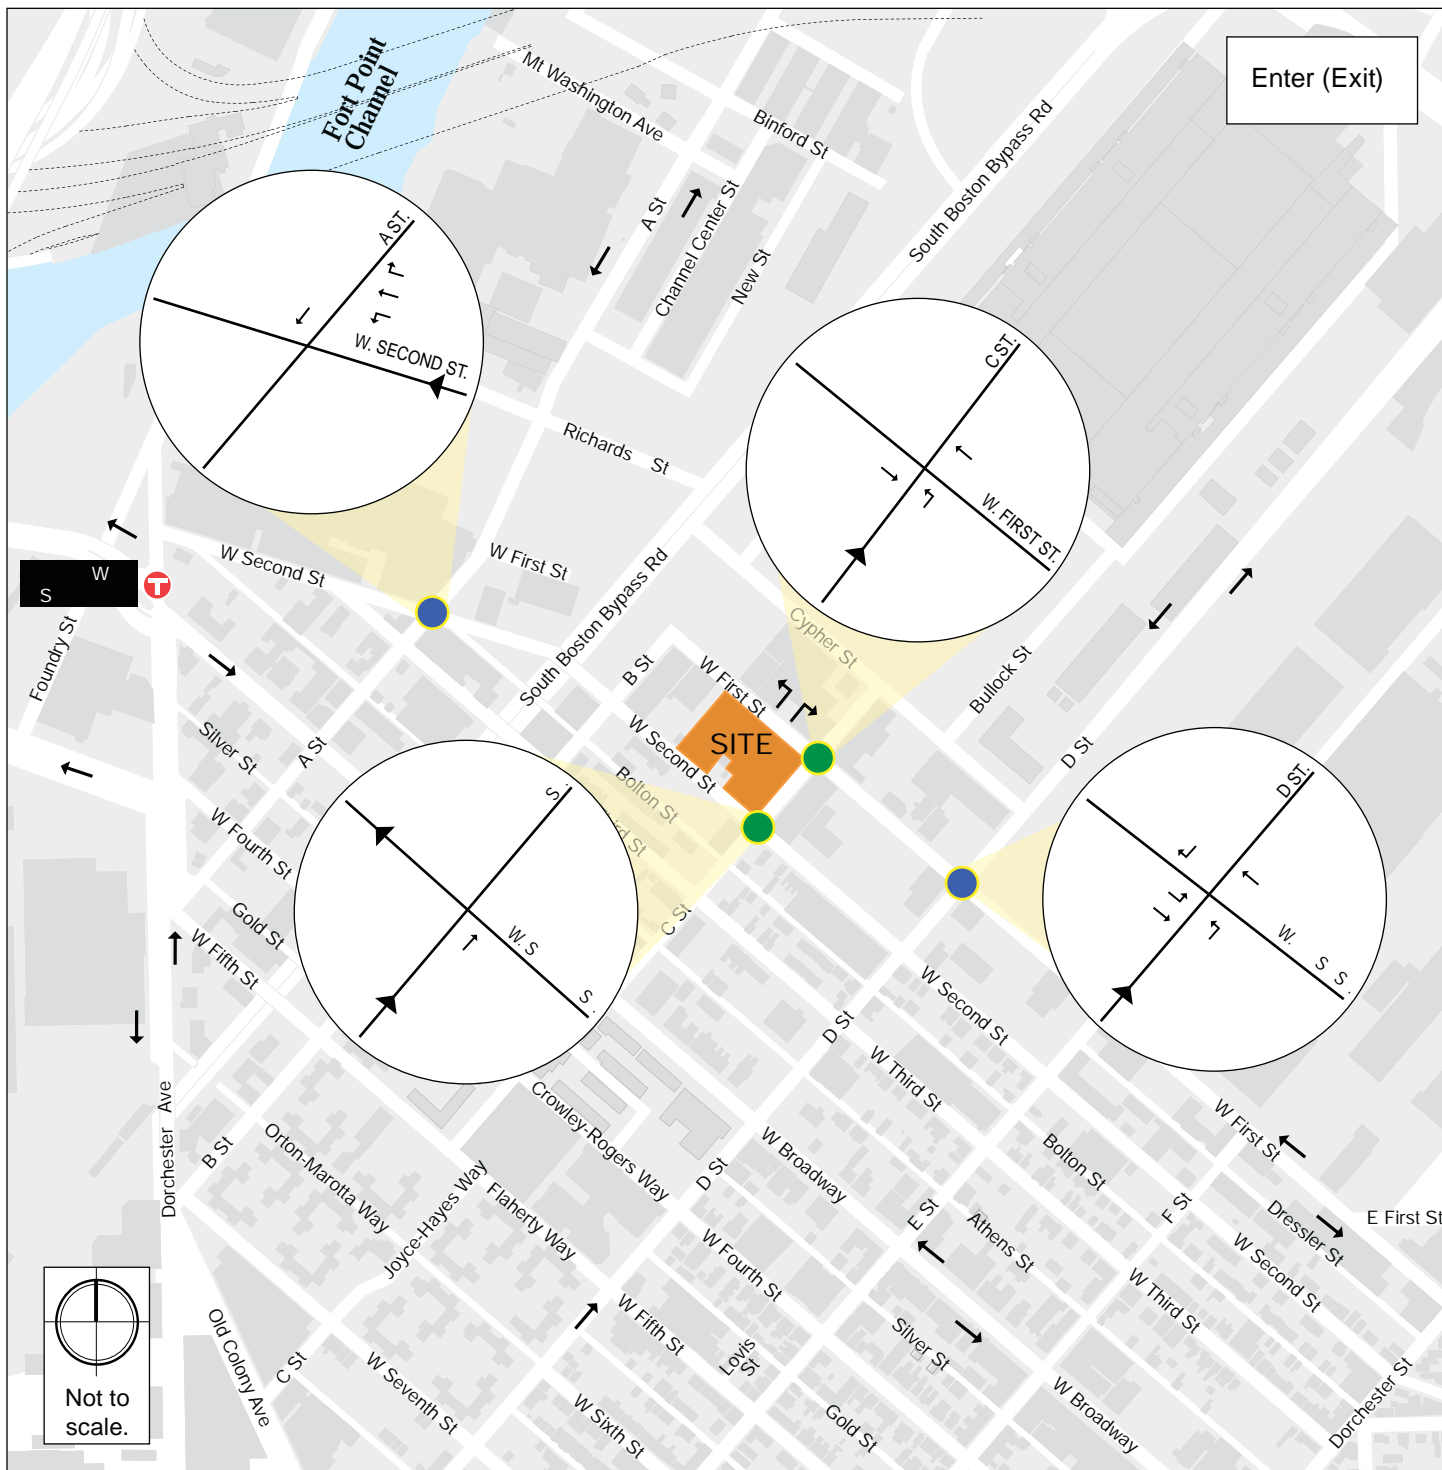 Enter (Exit)
Fort Point
Channel
Mt Washington Ave
Binford St
South Boston Bypass Rd
A St
Channel Center St
New St
A ST.
W. SECOND ST.
C ST.
W. FIRST ST.
Richards St
W Second St
W First St
South Boston Bypass Rd
W
S
T
Foundry St
Cypher St
B St
W First St
Bullock St
SITE
W Second St
Silver St
A St
Bolton St
D St
D ST.
W Fourth St
S .
W. S
S .
W.
S S .
C St
Gold St
W Fifth St
W Second St
D St
W Third St
Crowley-Rogers Way
W First St
Dorchester Ave
B St
Orton-Marotta Way
W Broadway
Bolton St
D St
Joyce-Hayes Way
Flaherty Way
E St
Athens St
F St
Dressler St
E First St
W Fourth St
W Second St
W Third St
W Fifth St
Old Colony Ave
C St
W Seventh St
Lovis
St
Silver St
W Broadway
Dorchester St
W Sixth St
Gold St
Not to
scale.